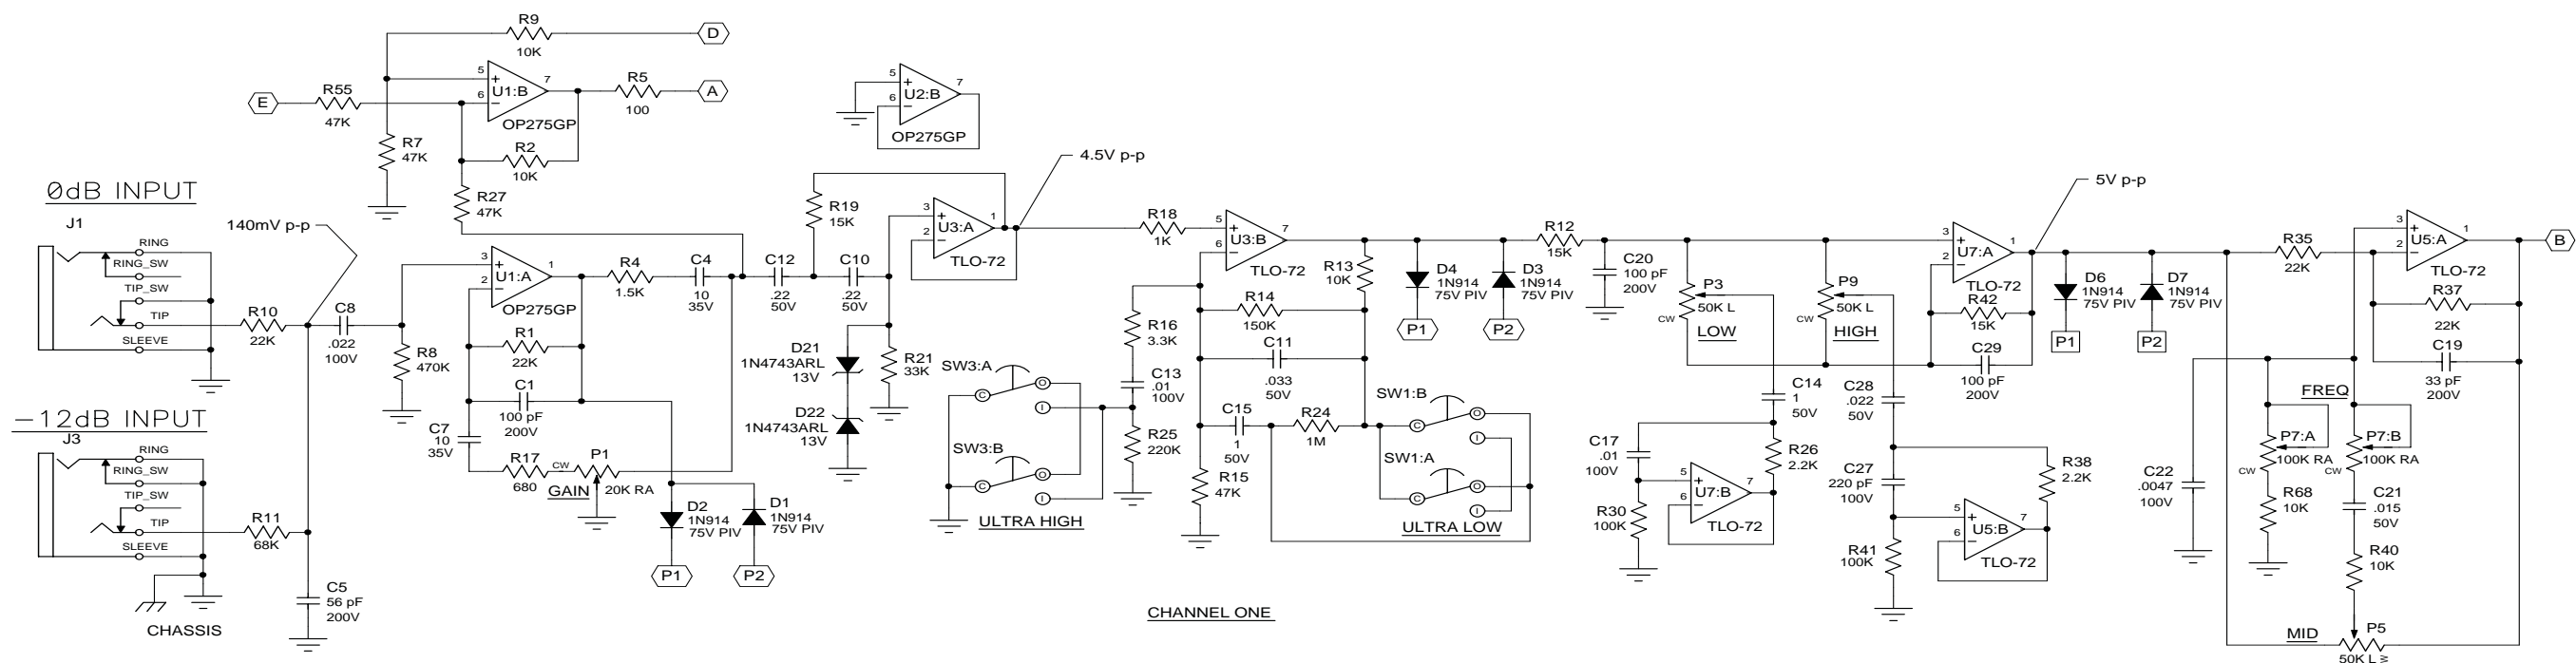 R9
10K
D
E
R55
47K
5
6
7
U1:B
OP275GP
R5
100
A
R7
47K
R2
10K
R27
47K
5
6
7
U2:B
OP275GP
4.5V p-p
0dB INPUT
J1
RING
RING_SW
TIP_SW
TIP
SLEEVE
140mV p-p
R10
22K
C8
.022
100V
R8
470K
-12dB INPUT
J3
RING
RING_SW
TIP_SW
TIP
SLEEVE
R11
68K
C5
56 pF
200V
CHASSIS
3
2
1
U1:A
OP275GP
R1
22K
C1
100 pF
200V
C7
10
35V
R17
680
CW
P1
20K RA
GAIN
R4
1.5K
C4
10
35V
C12
.22
50V
C10
.22
50V
R19
15K
3
2
1
U3:A
TLO-72
D21
1N4743ARL
13V
D22
1N4743ARL
13V
R21
33K
D2
1N914
75V PIV
D1
1N914
75V PIV
P1
P2
SW3:A
C
O
I
SW3:B
C
O
I
ULTRA HIGH
R18
1K
5
6
7
U3:B
TLO-72
R16
3.3K
C13
.01
100V
R25
220K
R14
150K
C11
.033
50V
C15
1
50V
R24
1M
R15
47K
R13
10K
SW1:B
C
O
I
SW1:A
C
O
I
ULTRA LOW
D4
1N914
75V PIV
D3
1N914
75V PIV
P1
P2
R12
15K
C20
100 pF
200V
P3
50K L
CW
LOW
P9
50K L
CW
HIGH
C14
1
50V
C17
.01
100V
R26
2.2K
R30
100K
5
6
7
U7:B
TLO-72
C28
.022
50V
C27
220 pF
100V
R38
2.2K
R41
100K
5
6
7
U5:B
TLO-72
3
2
1
U7:A
TLO-72
R42
15K
C29
100 pF
200V
5V p-p
D6
1N914
75V PIV
D7
1N914
75V PIV
P1
P2
R35
22K
3
2
1
U5:A
TLO-72
B
R37
22K
C19
33 pF
200V
FREQ
P7:A
100K RA
CW
P7:B
100K RA
CW
C22
.0047
100V
R68
10K
C21
.015
50V
R40
10K
MID
P5
50K L
CHANNEL ONE